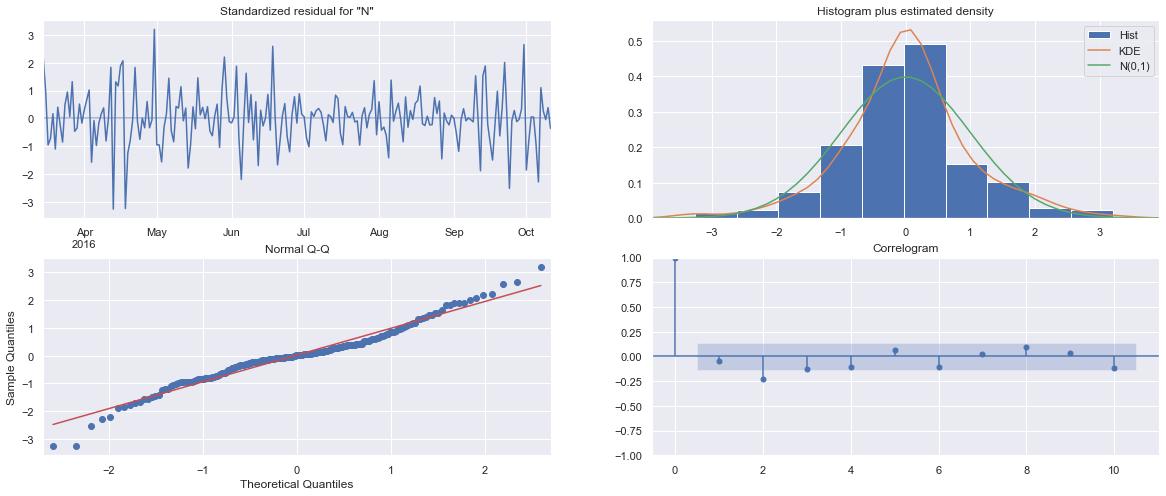 Standardized residual for "N"
3
2
1
0
−1
−2
−3
Apr
2016
May
Jun
Jul
Aug
Sep
Oct
Histogram plus estimated density
Hist
KDE
N(0,1)
0.5
0.4
0.3
0.2
0.1
0.0
−3 −2 −1 0 1 2 3
Normal Q-Q
Sample Quantiles
3
2
1
0
−1
−2
−3
−2 −1 0 1 2
Theoretical Quantiles
Correlogram
1.00
0.75
0.50
0.25
0.00
−0.25
−0.50
−0.75
−1.00
0 2 4 6 8 10